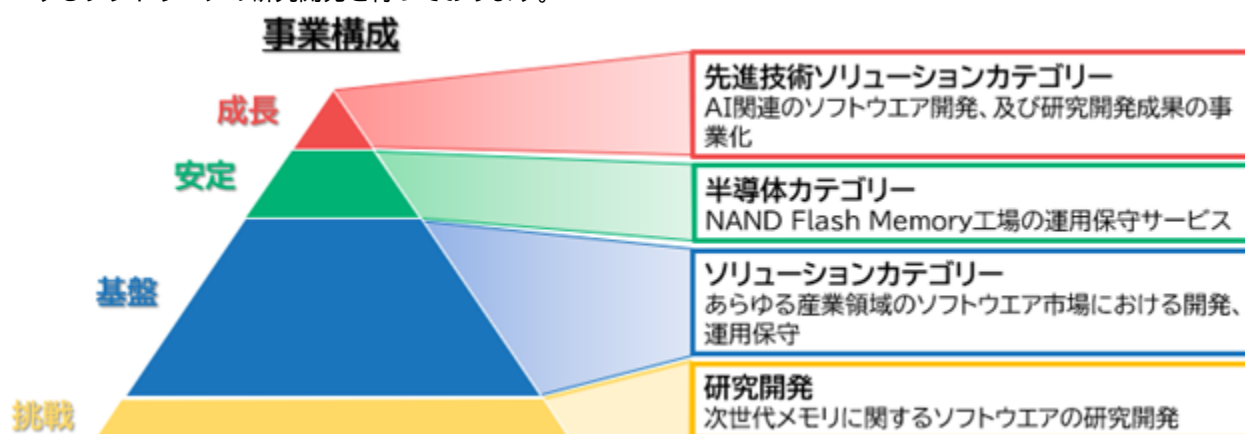 事業構成
成長
先進技術ソリューションカテゴリー
AI関連のソフトウエア開発、及び研究開発成果の事
業化
安定
半導体カテゴリー
NAND Flash Memory工場の運用保守サービス
基盤
ソリューションカテゴリー
あらゆる産業領域のソフトウエア市場における開発、
運用保守
挑戦
研究開発
次世代メモリに関するソフトウエアの研究開発